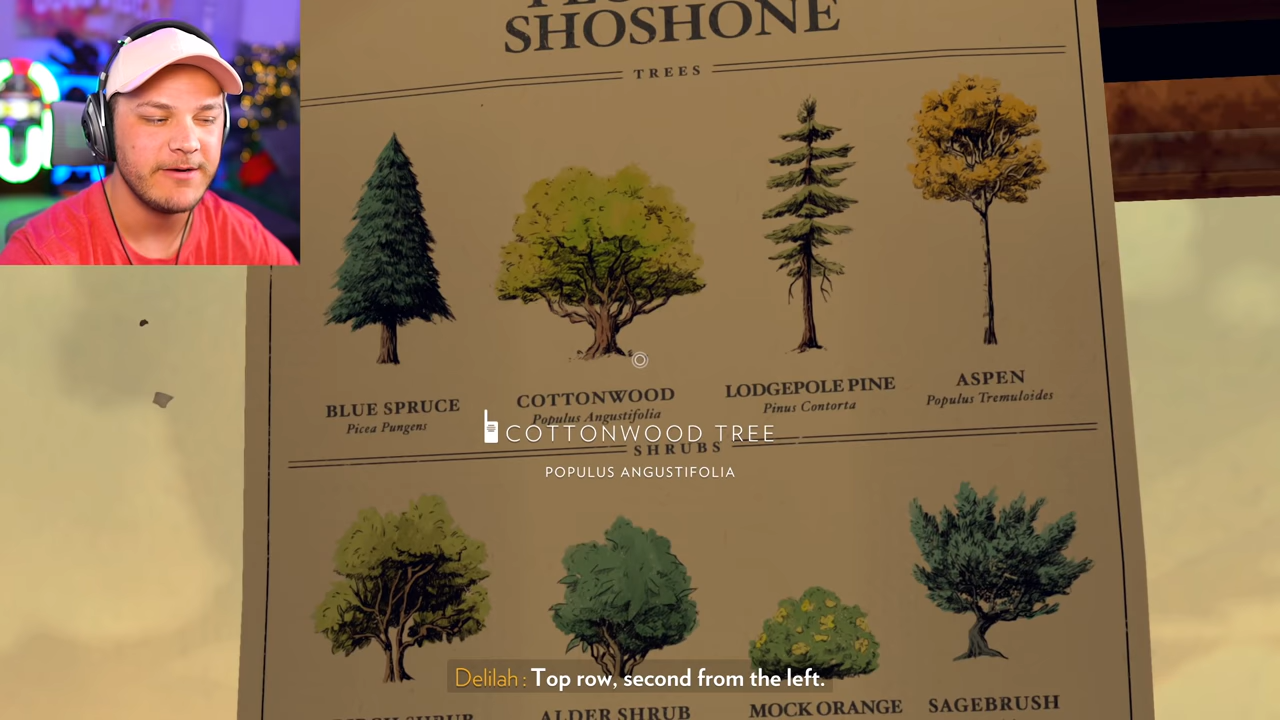 SHOSHONE
TREES
BLUE SPRUCE
Picea Pungens
COTTONWOOD
Populus Angustifolia
LODGEPOLE PINE
Pinus Contorta
ASPEN
Populus Tremuloides
COTTONWOOD TREE
SHRUBS
POPULUS ANGUSTIFOLIA
ALDER SHRUB
MOCK ORANGE
SAGEBRUSH
Delilah: Top row, second from the left.